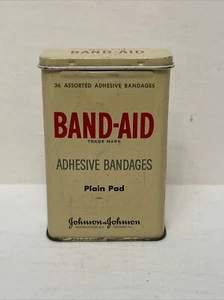 BAND-AID
36 ASSORTED ADHESIVE BANDAGES
BAND-AID
TRADE MARK
ADHESIVE BANDAGES
Plain Pad
Johnson & Johnson